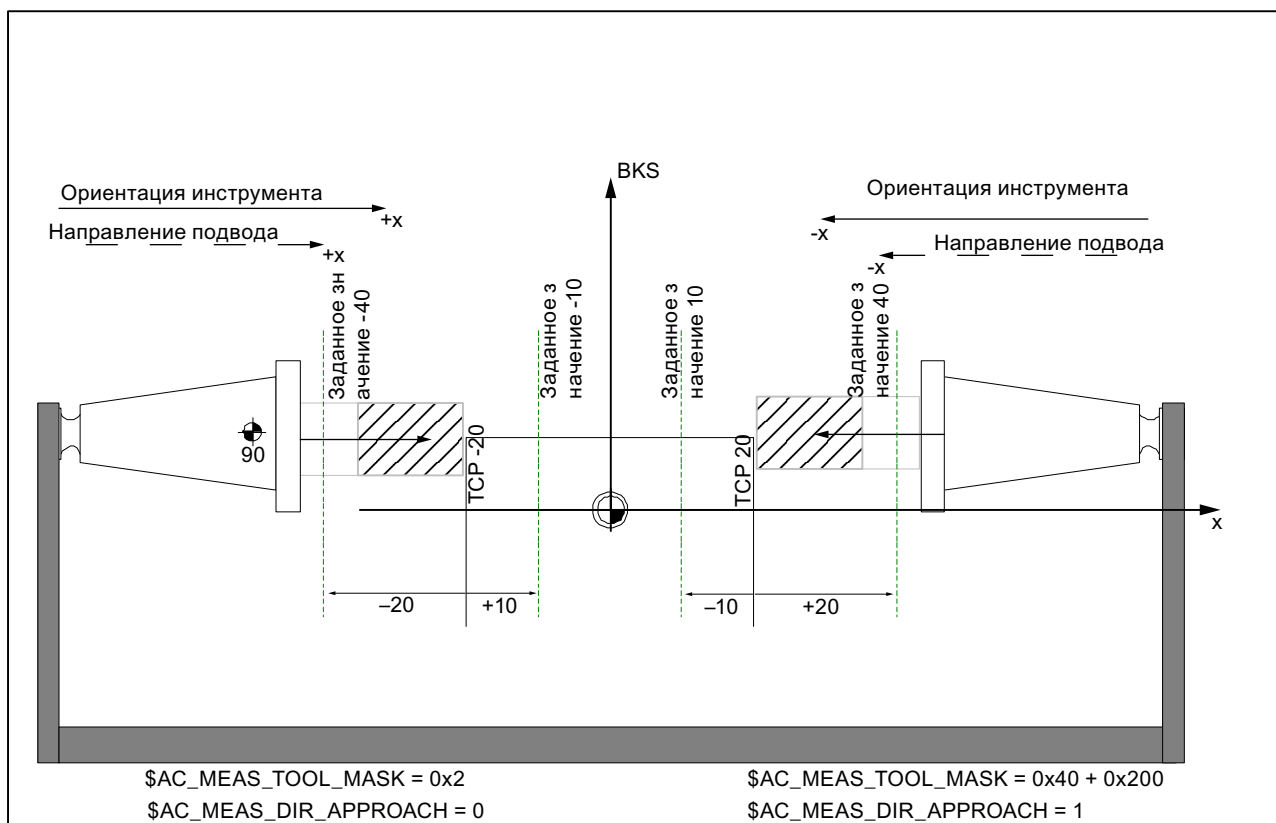 BKS
Ориентация инструмента
+x
Направление подвода
+x
Ориентация инструмента
-x
Направление подвода
-x
Заданное зн
ачение -40
Заданное з
начение -10
Заданное з
начение 10
Заданное з
начение 40
90
TCP -20
TCP 20
x
–20
+10
–10
+20
$AC_MEAS_TOOL_MASK = 0x2
$AC_MEAS_DIR_APPROACH = 0
$AC_MEAS_TOOL_MASK = 0x40 + 0x200
$AC_MEAS_DIR_APPROACH = 1